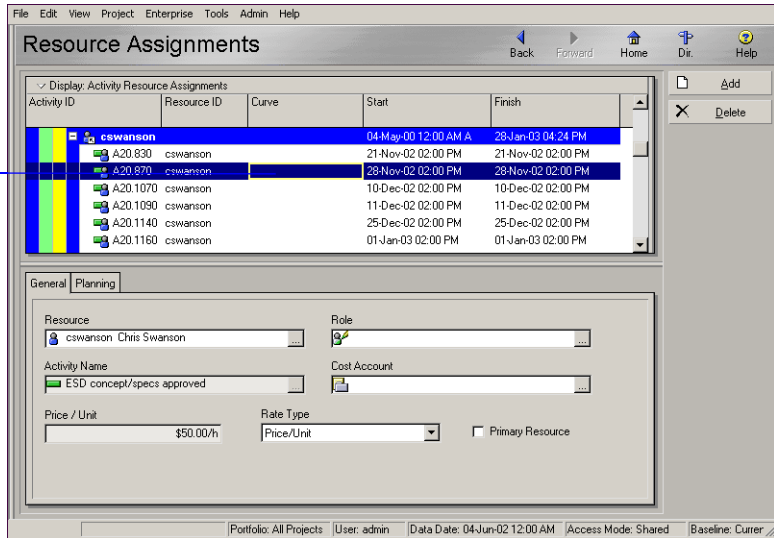 File Edit View Project Enterprise Tools Admin Help
Resource Assignments
Back Forward Home Dir. Help
Display: Activity Resource Assignments
Activity ID Resource ID Curve Start Finish
cswanson 04-May-00 12:00 AM A 28-Jan-03 04:24 PM
A20.830 cswanson 21-Nov-02 02:00 PM 21-Nov-02 02:00 PM
A20.870 cswanson 28-Nov-02 02:00 PM 28-Nov-02 02:00 PM
A20.1070 cswanson 10-Dec-02 02:00 PM 10-Dec-02 02:00 PM
A20.1090 cswanson 11-Dec-02 02:00 PM 11-Dec-02 02:00 PM
A20.1140 cswanson 25-Dec-02 02:00 PM 25-Dec-02 02:00 PM
A20.1160 cswanson 01-Jan-03 02:00 PM 01-Jan-03 02:00 PM
Add
Delete
General Planning
Resource Role
cswanson Chris Swanson ... ...
Activity Name Cost Account
ESD concept/specs approved ... ...
Price / Unit Rate Type
$50.00/h Price/Unit Primary Resource
Portfolio: All Projects User: admin Data Date: 04-Jun-02 12:00 AM Access Mode: Shared Baseline: Currer